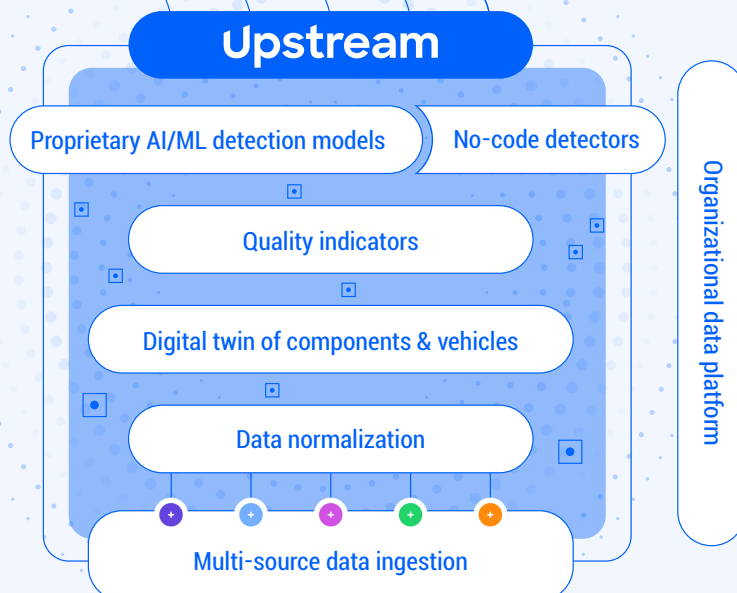 Upstream
Proprietary AI/ML detection models
No-code detectors
Quality indicators
Digital twin of components & vehicles
Data normalization
Multi-source data ingestion
Organizational data platform